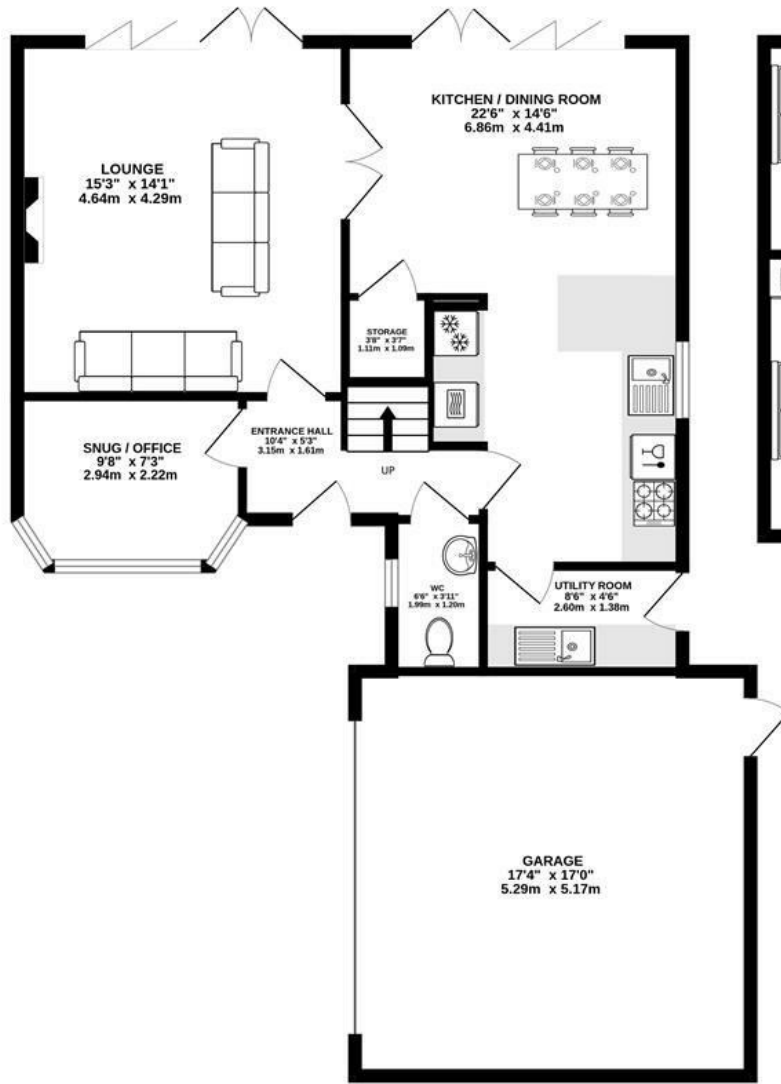 KITCHEN / DINING ROOM
22'6" x 14'6"
6.86m x 4.41m
LOUNGE
15'3" x 14'1"
4.64m x 4.29m
STORAGE
3'8" x 3'7"
1.11m x 1.09m
ENTRANCE HALL
10'4" x 5'3"
3.15m x 1.61m
SNUG / OFFICE
9'8" x 7'3"
2.94m x 2.22m
UP
WC
6'6" x 3'11"
1.99m x 1.20m
UTILITY ROOM
8'6" x 4'6"
2.60m x 1.38m
GARAGE
17'4" x 17'0"
5.29m x 5.17m